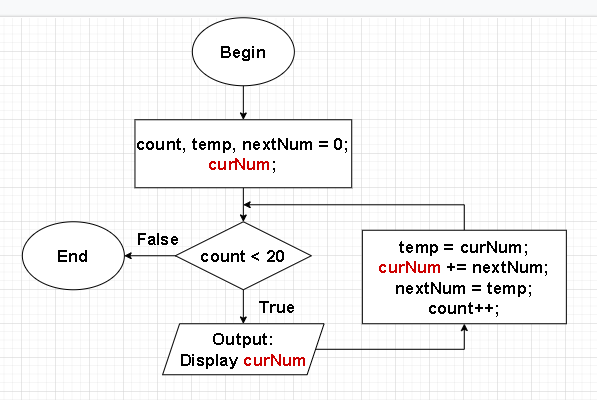 Begin
count, temp, nextNum = 0;
curNum;
count < 20
False
End
True
Output:
Display curNum
temp = curNum;
curNum += nextNum;
nextNum = temp;
count++;